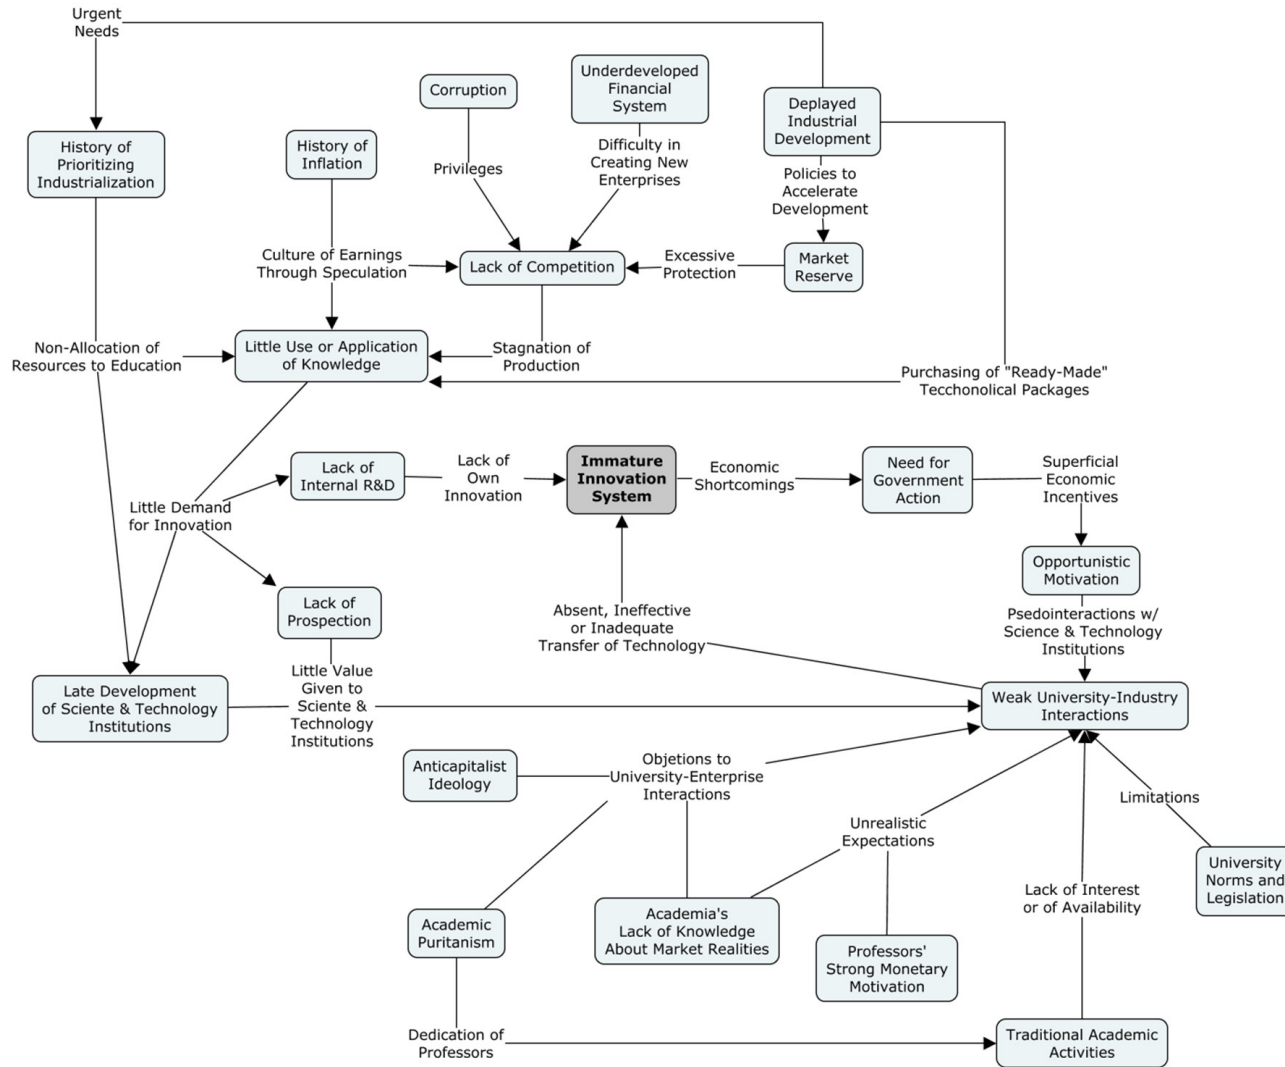 Urgent
Needs
Corruption
Underdeveloped
Financial
System
Deplayed
Industrial
Development
History of
Prioritizing
Industrialization
History of
Inflation
Privileges
Difficulty in
Creating New
Enterprises
Policies to
Accelerate
Development
Culture of Earnings
Through Speculation
Lack of Competition
Excessive
Protection
Market
Reserve
Non-Allocation of
Resources to Education
Little Use or Application
of Knowledge
Stagnation of
Production
Purchasing of "Ready-Made"
Tecchonolical Packages
Lack of
Internal R&D
Lack of
Own
Innovation
Immature
Innovation
System
Economic
Shortcomings
Need for
Government
Action
Superficial
Economic
Incentives
Little Demand
for Innovation
Opportunistic
Motivation
Lack of
Prospection
Absent, Ineffective
or Inadequate
Transfer of Technology
Psedointeractions w/
Science & Technology
Institutions
Late Development
of Sciente & Technology
Institutions
Little Value
Given to
Sciente &
Technology
Institutions
Weak University-Industry
Interactions
Anticapitalist
Ideology
Objetions to
University-Enterprise
Interactions
Limitations
Unrealistic
Expectations
University
Norms and
Legislation
Academic
Puritanism
Academia's
Lack of Knowledge
About Market Realities
Lack of Interest
or of Availability
Professors'
Strong Monetary
Motivation
Dedication of
Professors
Traditional Academic
Activities